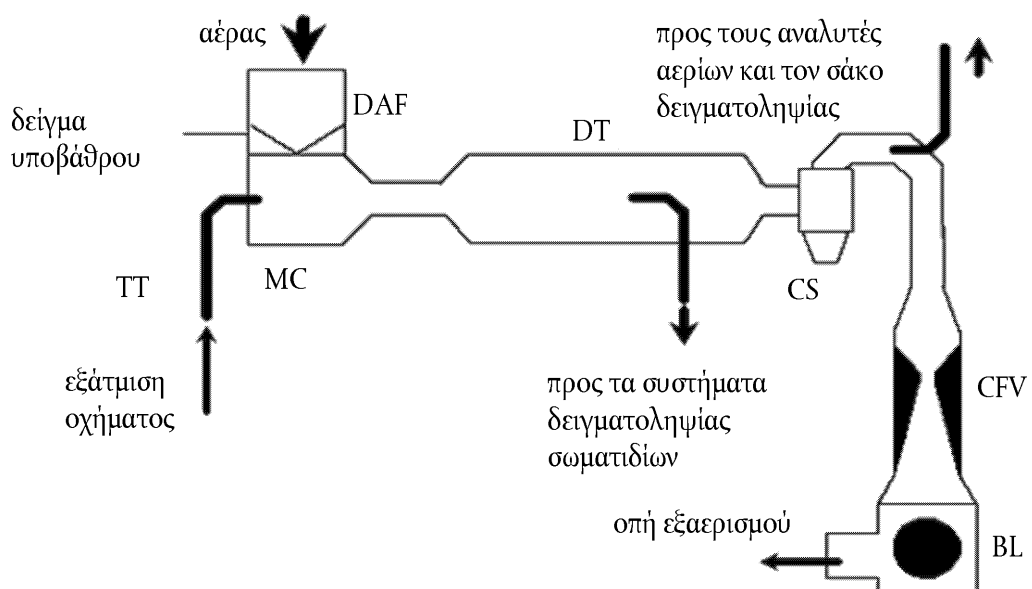 αέρας
DAF
δείγμα
υποβάθρου
TT
MC
εξάτμιση
οχήματος
DT
προς τους αναλυτές
αερίων και τον σάκο
δειγματοληψίας
CS
προς τα συστήματα
δειγματοληψίας
σωματιδίων
CFV
οπή εξαερισμού
BL